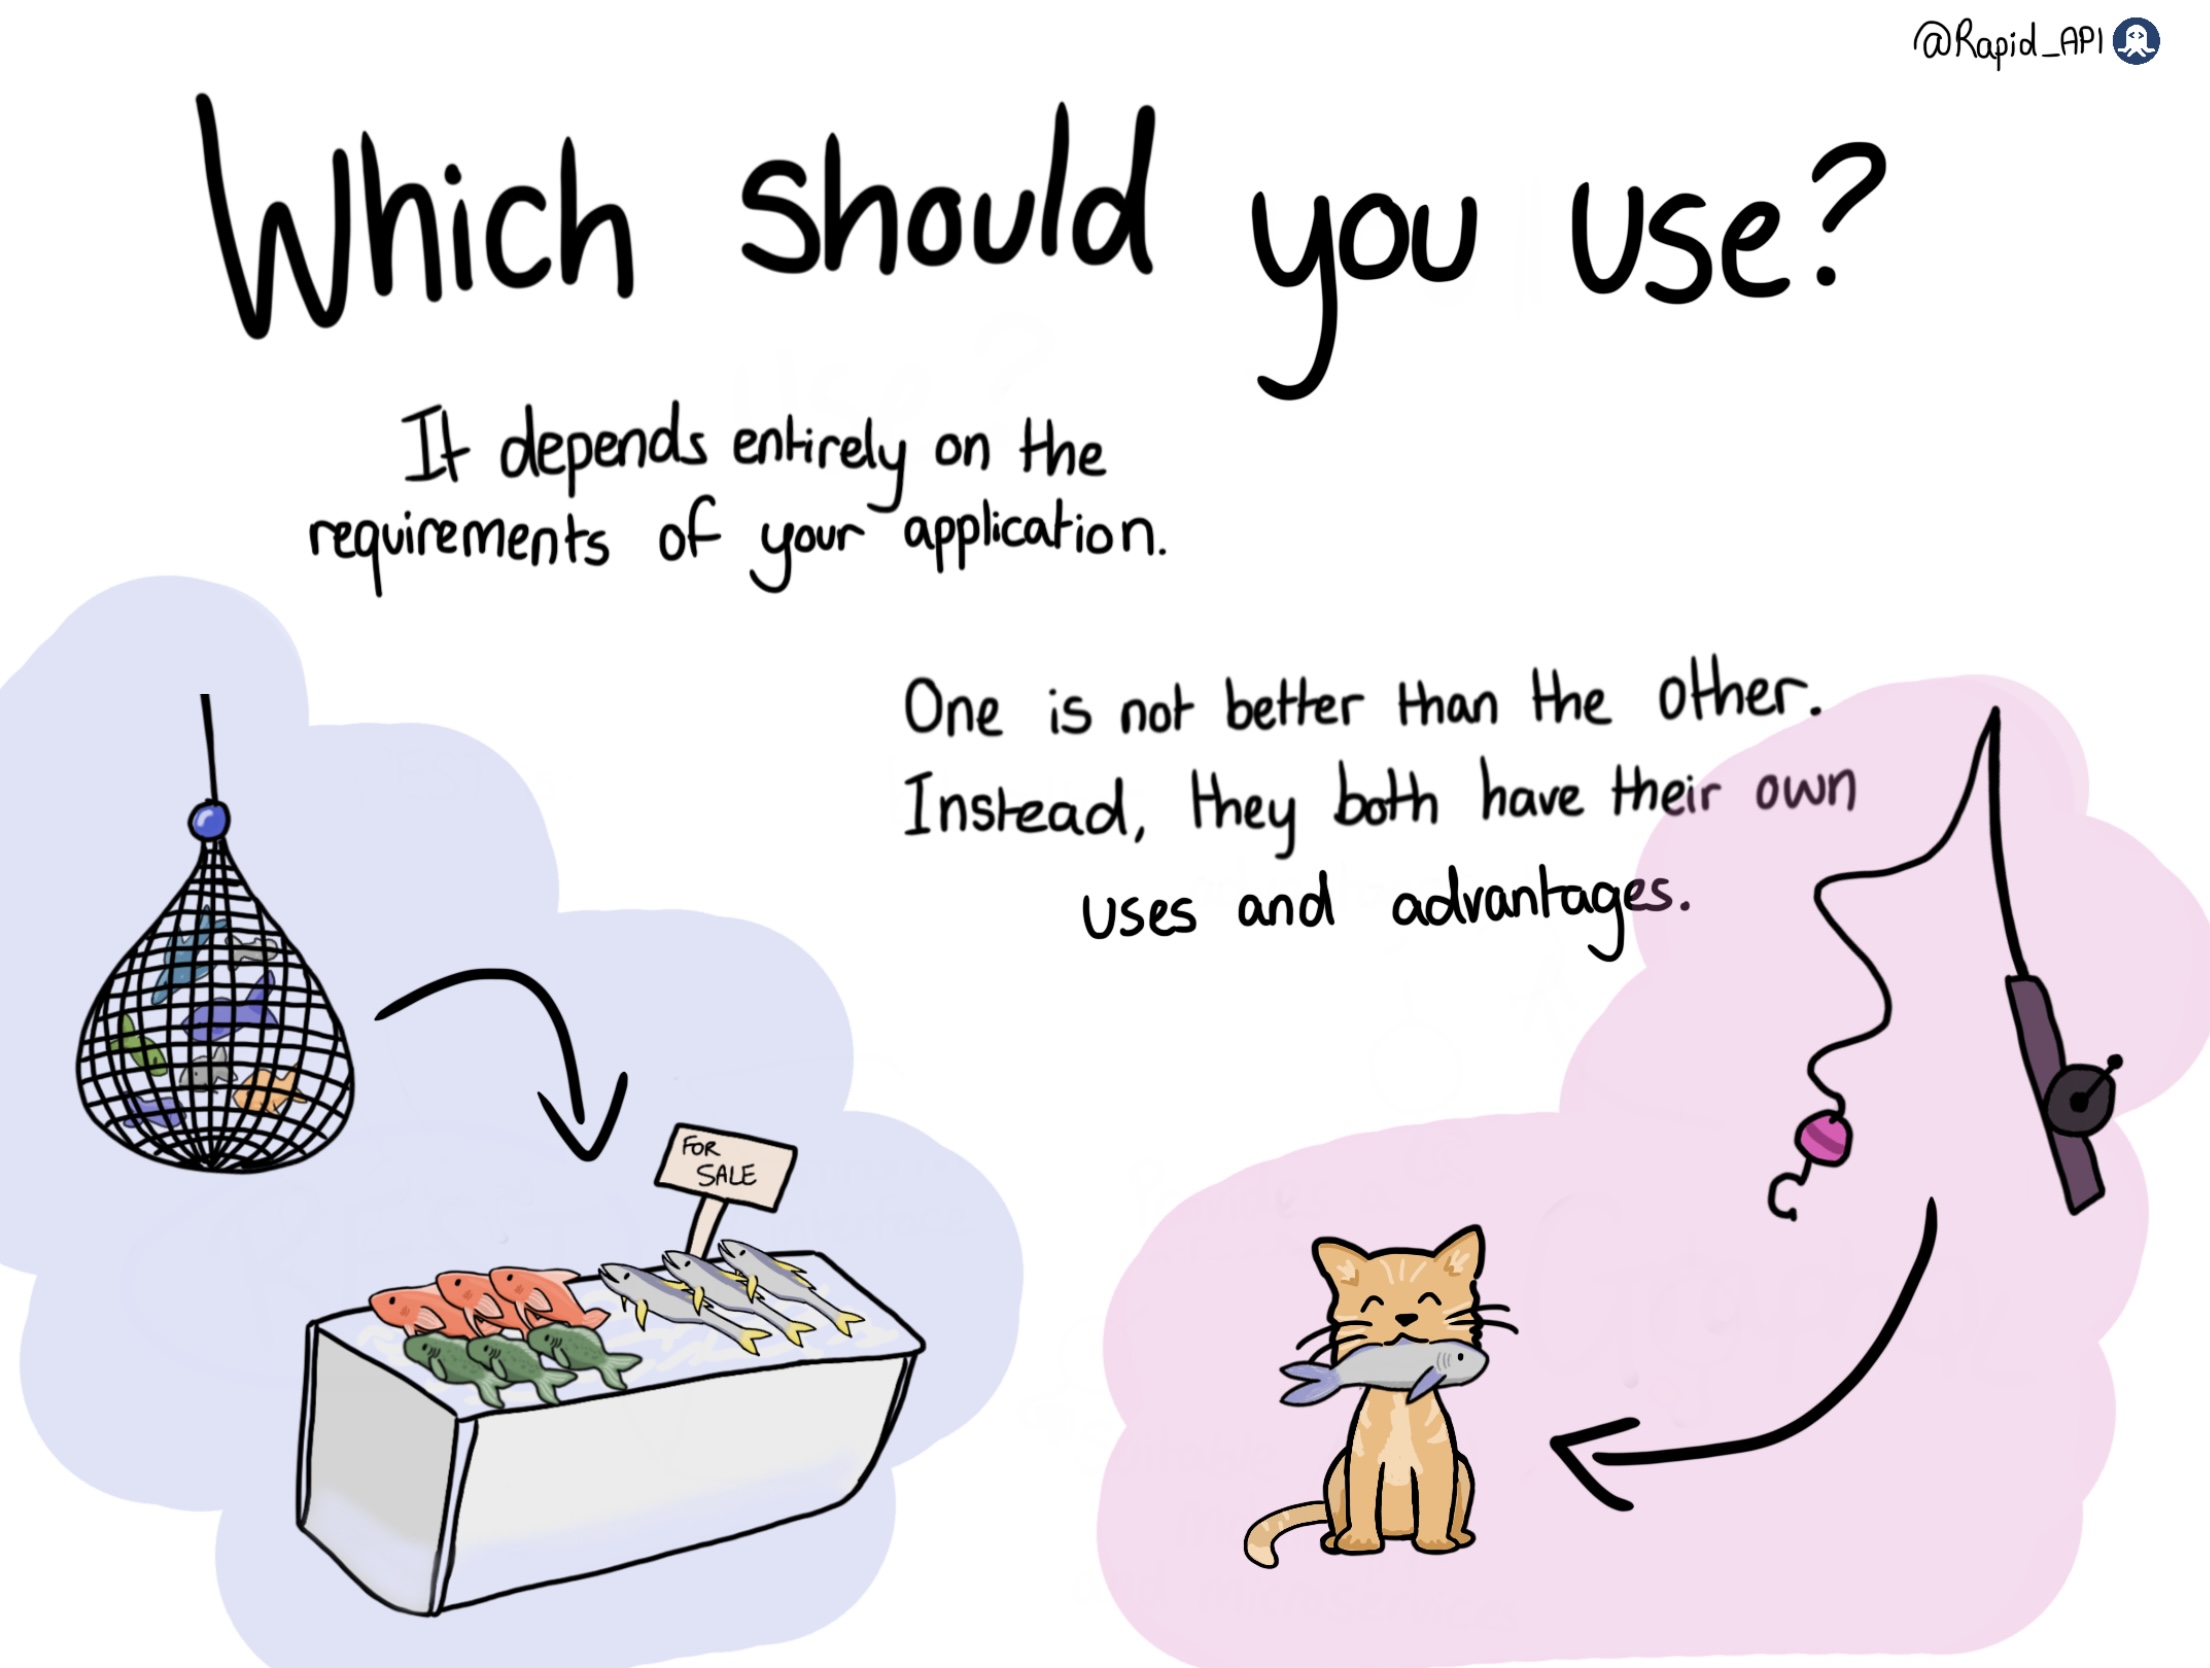 @Rapid_API
Which should you use?
It depends entirely on the
requirements of your application.
One is not better than the other.
Instead, they both have their own
uses and advantages.
FOR
SALE